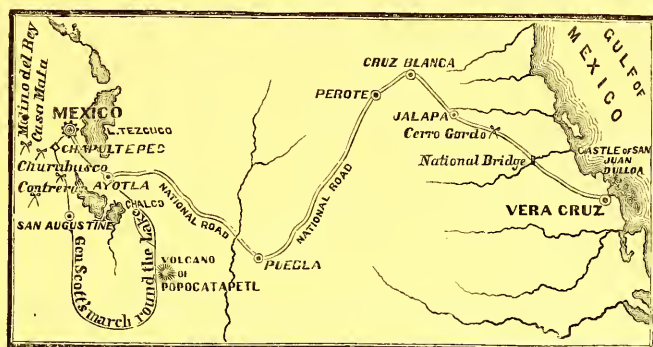 GULF OF
MEXICO
CRUZ BLANCA
PEROTE
JALAPA
Cerro Gordo
National Bridge
CASTLE OF SAN
JUAN
DULLOA
VERA CRUZ
Molino del Rey
Casa Mata
MEXICO
L. TEZCUCO
CHAPULTEPEC
Churubusco
Contreras
AYOTLA
CHALCO
SAN AUGUSTINE
NATIONAL ROAD
NATIONAL ROAD
PUEBLA
VOLCANO
OF
POPOCATAPETL
Gen Scott's march round the Lake